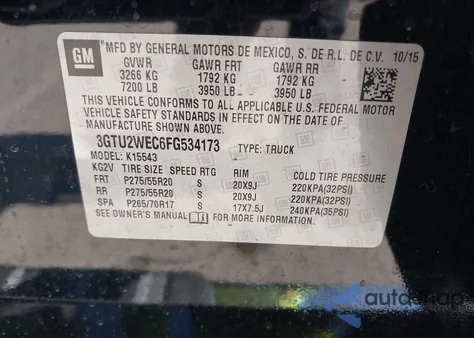 GM
MFD BY GENERAL MOTORS DE MEXICO, S. DE R.L. DE C.V. 10/15
GVWR GAWR FRT GAWR RR
3266 KG 1792 KG 1792 KG
7200 LB 3950 LB 3950 LB
THIS VEHICLE CONFORMS TO ALL APPLICABLE U.S. FEDERAL MOTOR
VEHICLE SAFETY STANDARDS IN EFFECT ON THE DATE OF
MANUFACTURE SHOWN ABOVE.
3GTU2WEC6FG534173 TYPE: TRUCK
MODEL: K15543
KG2V TIRE SIZE SPEED RTG RIM COLD TIRE PRESSURE
FRT P275/55R20 S 20X9J 220KPA(32PSI)
RR P275/55R20 S 20X9J 220KPA(32PSI)
SPA P265/70R17 S 17X7.5J 240KPA(35PSI)
SEE OWNER'S MANUAL FOR ADDITIONAL INFORMATION.